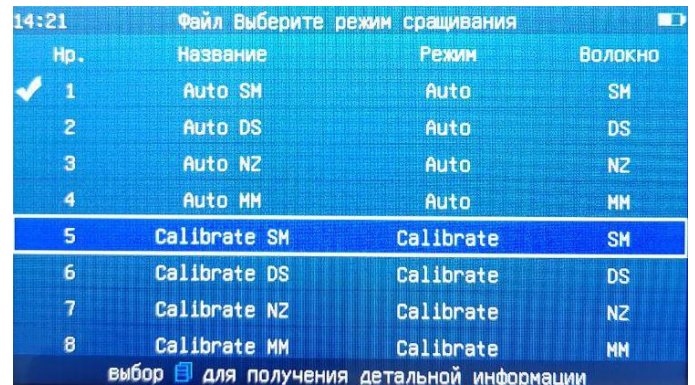 14:21 Файл Выберите режим сращивания
Нр. Название Режим Волокно
1 Auto SM Auto SM
2 Auto DS Auto DS
3 Auto NZ Auto NZ
4 Auto MM Auto MM
5 Calibrate SM Calibrate SM
6 Calibrate DS Calibrate DS
7 Calibrate NZ Calibrate NZ
8 Calibrate MM Calibrate MM
выбор для получения детальной информации